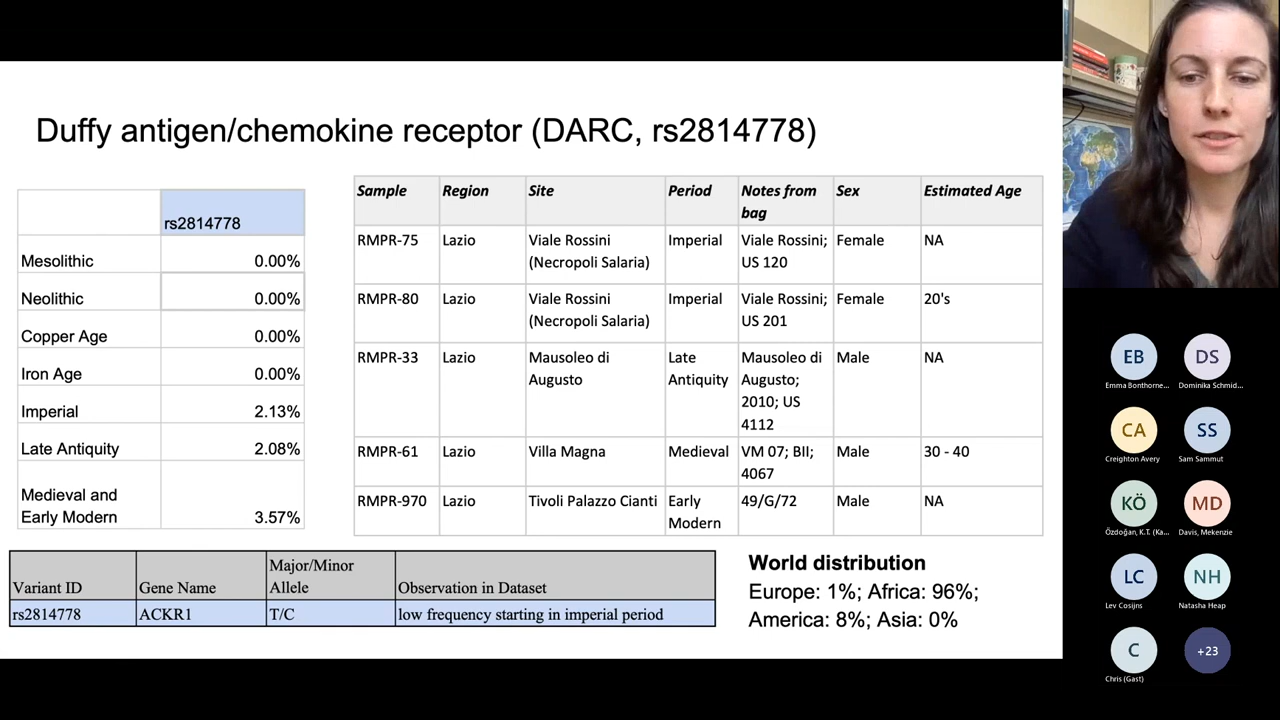 Duffy antigen/chemokine receptor (DARC, rs2814778)
rs2814778
Mesolithic 0.00%
Neolithic 0.00%
Copper Age 0.00%
Iron Age 0.00%
Imperial 2.13%
Late Antiquity 2.08%
Medieval and
Early Modern 3.57%
Sample Region Site Period Notes from Sex Estimated Age
bag
RMPR-75 Lazio Viale Rossini Imperial Viale Rossini; Female NA
(Necropoli Salaria) US 120
RMPR-80 Lazio Viale Rossini Imperial Viale Rossini; Female 20's
(Necropoli Salaria) US 201
RMPR-33 Lazio Mausoleo di Late Mausoleo di Male NA
Augusto Antiquity Augusto;
2010; US
4112
RMPR-61 Lazio Villa Magna Medieval VM 07; BII; Male 30 - 40
4067
RMPR-970 Lazio Tivoli Palazzo Cianti Early 49/G/72 Male NA
Modern
Major/Minor
Variant ID Gene Name Allele Observation in Dataset
rs2814778 ACKR1 T/C low frequency starting in imperial period
World distribution
Europe: 1%; Africa: 96%;
America: 8%; Asia: 0%
EB DS
Emma Bonthorne... Dominika Schmid...
CA SS
Creighton Avery Sam Sammut
KÖ MD
Özdoğan, K.T. (Ka... Davis, Mekenzie
LC NH
Lev Cosijns Natasha Heap
C +23
Chris (Gast)